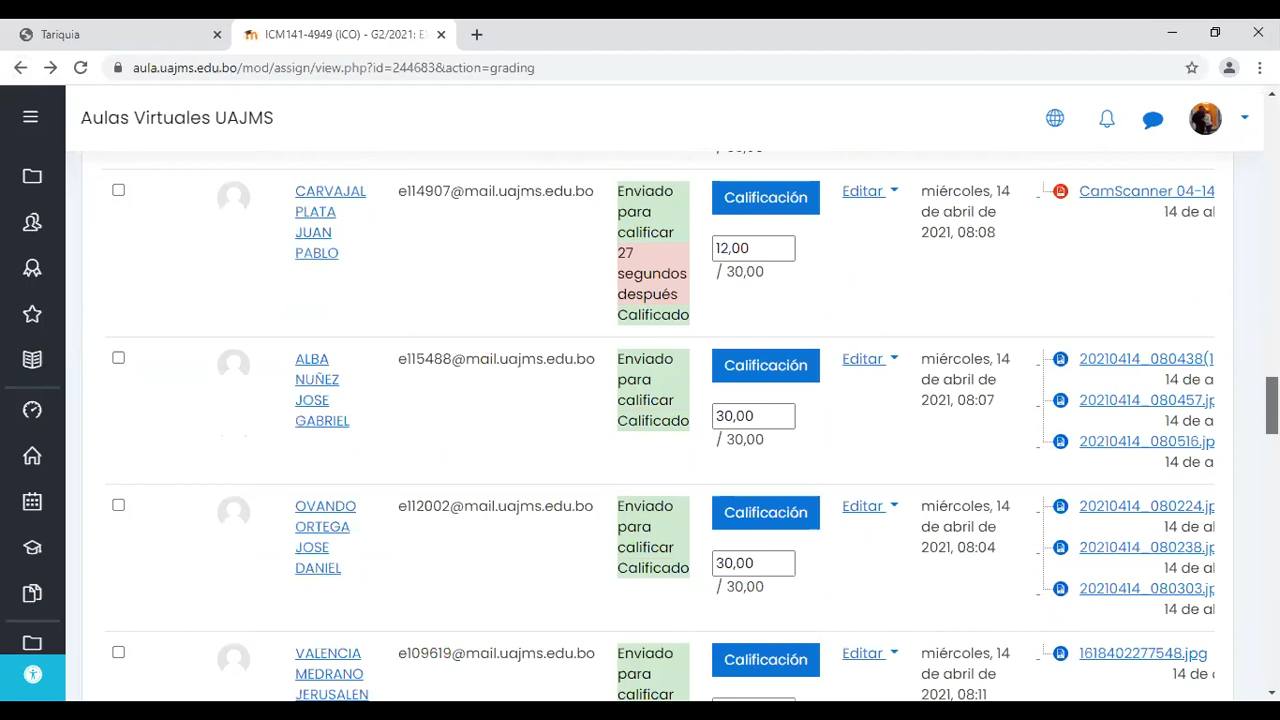 Tariquia
ICM141-4949 (ICO) - G2/2021:
aula.uajms.edu.bo/mod/assign/view.php?id=244683&action=grading
Aulas Virtuales UAJMS
CARVAJAL
PLATA
JUAN
PABLO
e114907@mail.uajms.edu.bo
Enviado
para
calificar
27
segundos
después
Calificado
Calificación
12,00
/ 30,00
Editar
miércoles, 14
de abril de
2021, 08:08
CamScanner 04-14
14 de al
ALBA
NUÑEZ
JOSE
GABRIEL
e115488@mail.uajms.edu.bo
Enviado
para
calificar
Calificado
Calificación
30,00
/ 30,00
Editar
miércoles, 14
de abril de
2021, 08:07
20210414_080438(1
14 de a
20210414_080457.jp
14 de a
20210414_080516.jp
14 de a
OVANDO
ORTEGA
JOSE
DANIEL
e112002@mail.uajms.edu.bo
Enviado
para
calificar
Calificado
Calificación
30,00
/ 30,00
Editar
miércoles, 14
de abril de
2021, 08:04
20210414_080224.jp
14 de al
20210414_080238.jp
14 de al
20210414_080303.jp
14 de al
VALENCIA
MEDRANO
JERUSALEN
e109619@mail.uajms.edu.bo
Enviado
para
calificar
Calificación
Editar
miércoles, 14
de abril de
2021, 08:11
1618402277548.jpg
14 de